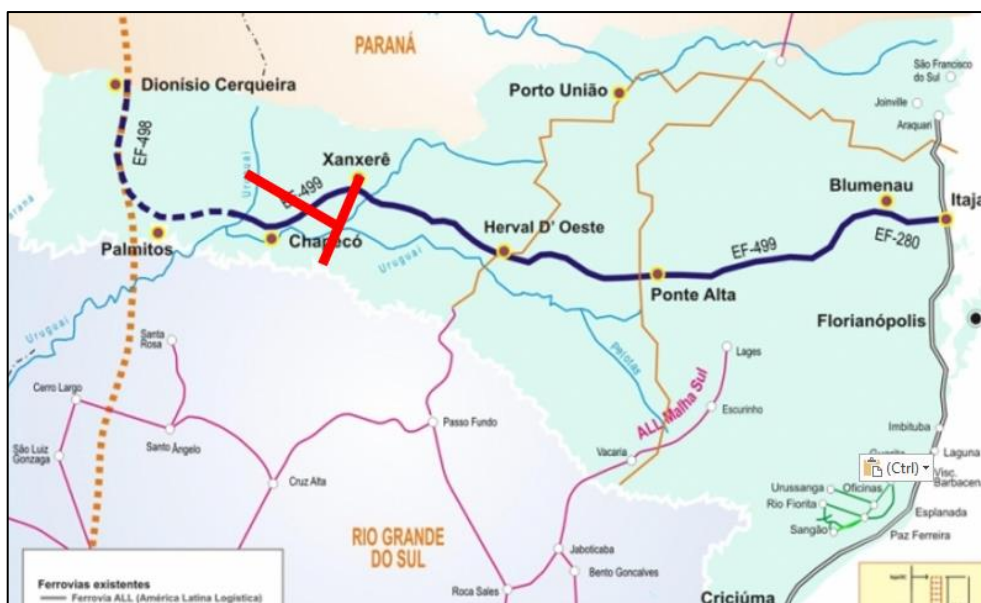 PARANÁ
São Francisco
do Sul
Dionísio Cerqueira
Porto União
Joinville
Araquari
EF-498
Uruguai
Xanxerê
EF-499
Blumenau
Itaja
Herval D' Oeste
EF-499
EF-280
Palmitos
Chapecó
Uruguai
Ponte Alta
Florianópolis
Uruguai
Santa
Rosa
Pelotas
Lages
Cerro Largo
ALL Malha Sul
Escurinho
Passo Fundo
Imbituba
São Luiz
Gonzaga
Santo Ângelo
Vacaria
Laguna
(Ctrl)
Visc.
Barbacen
Cruz Alta
Urussanga
Oficinas
Rio Fiorita
Esplanada
Sangão
Paz Ferreira
RIO GRANDE
DO SUL
Jaboticaba
Bento Goncalves
Roca Sales
Criciúma
Ferrovias existentes
Ferrovia ALL (América Latina Logística)